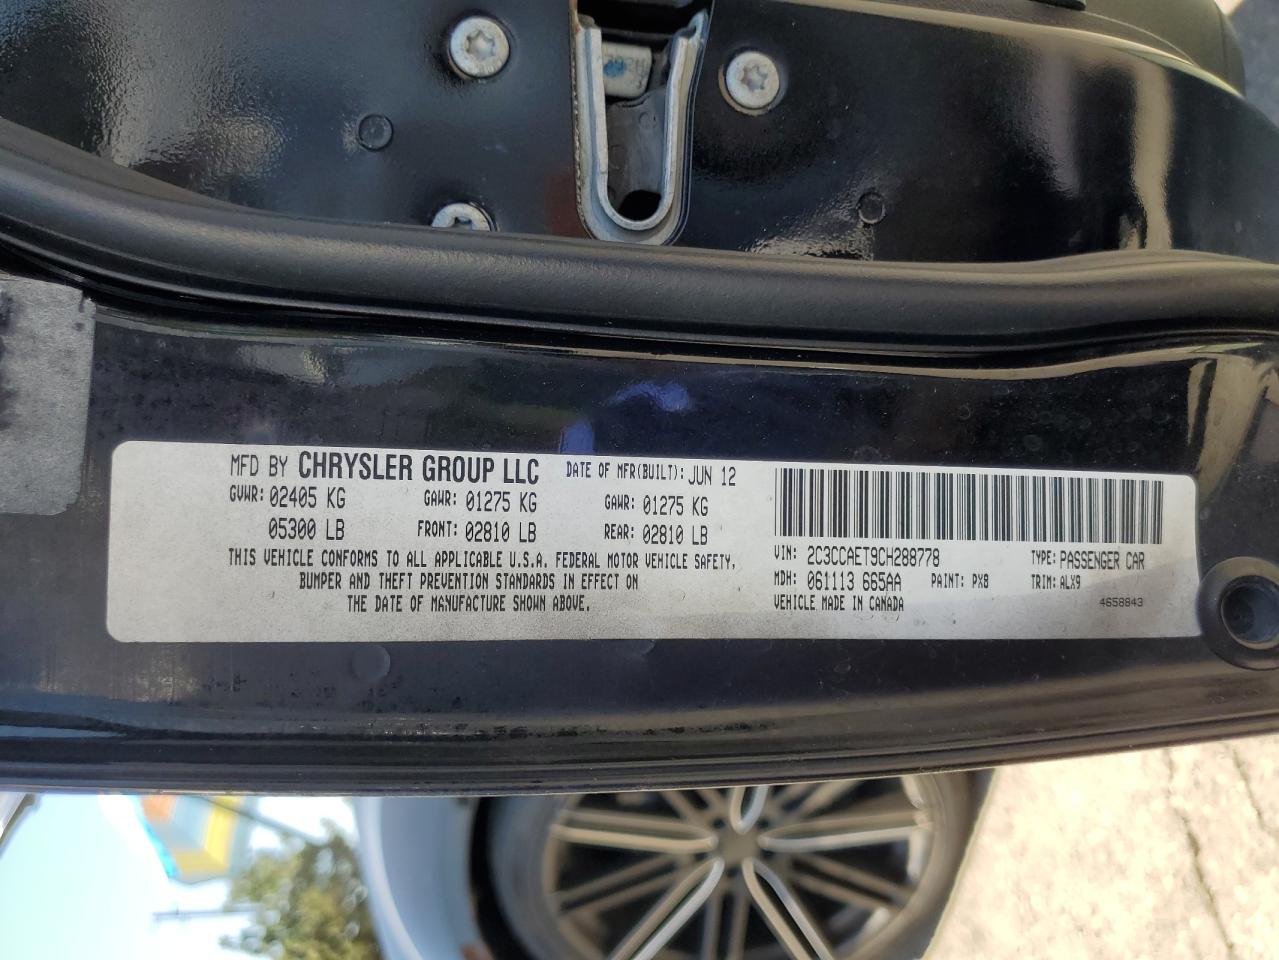 MFD BY CHRYSLER GROUP LLC DATE OF MFR(BUILT): JUN 12
GVWR: 02405 KG GAWR: 01275 KG GAWR: 01275 KG
05300 LB FRONT: 02810 LB REAR: 02810 LB
THIS VEHICLE CONFORMS TO ALL APPLICABLE U.S.A. FEDERAL MOTOR VEHICLE SAFETY,
BUMPER AND THEFT PREVENTION STANDARDS IN EFFECT ON
THE DATE OF MANUFACTURE SHOWN ABOVE.
VIN: 2C3CCAET9CH288778 TYPE: PASSENGER CAR
MDH: 061113 665AA PAINT: PX8 TRIM: ALX9
VEHICLE MADE IN CANADA 4658843